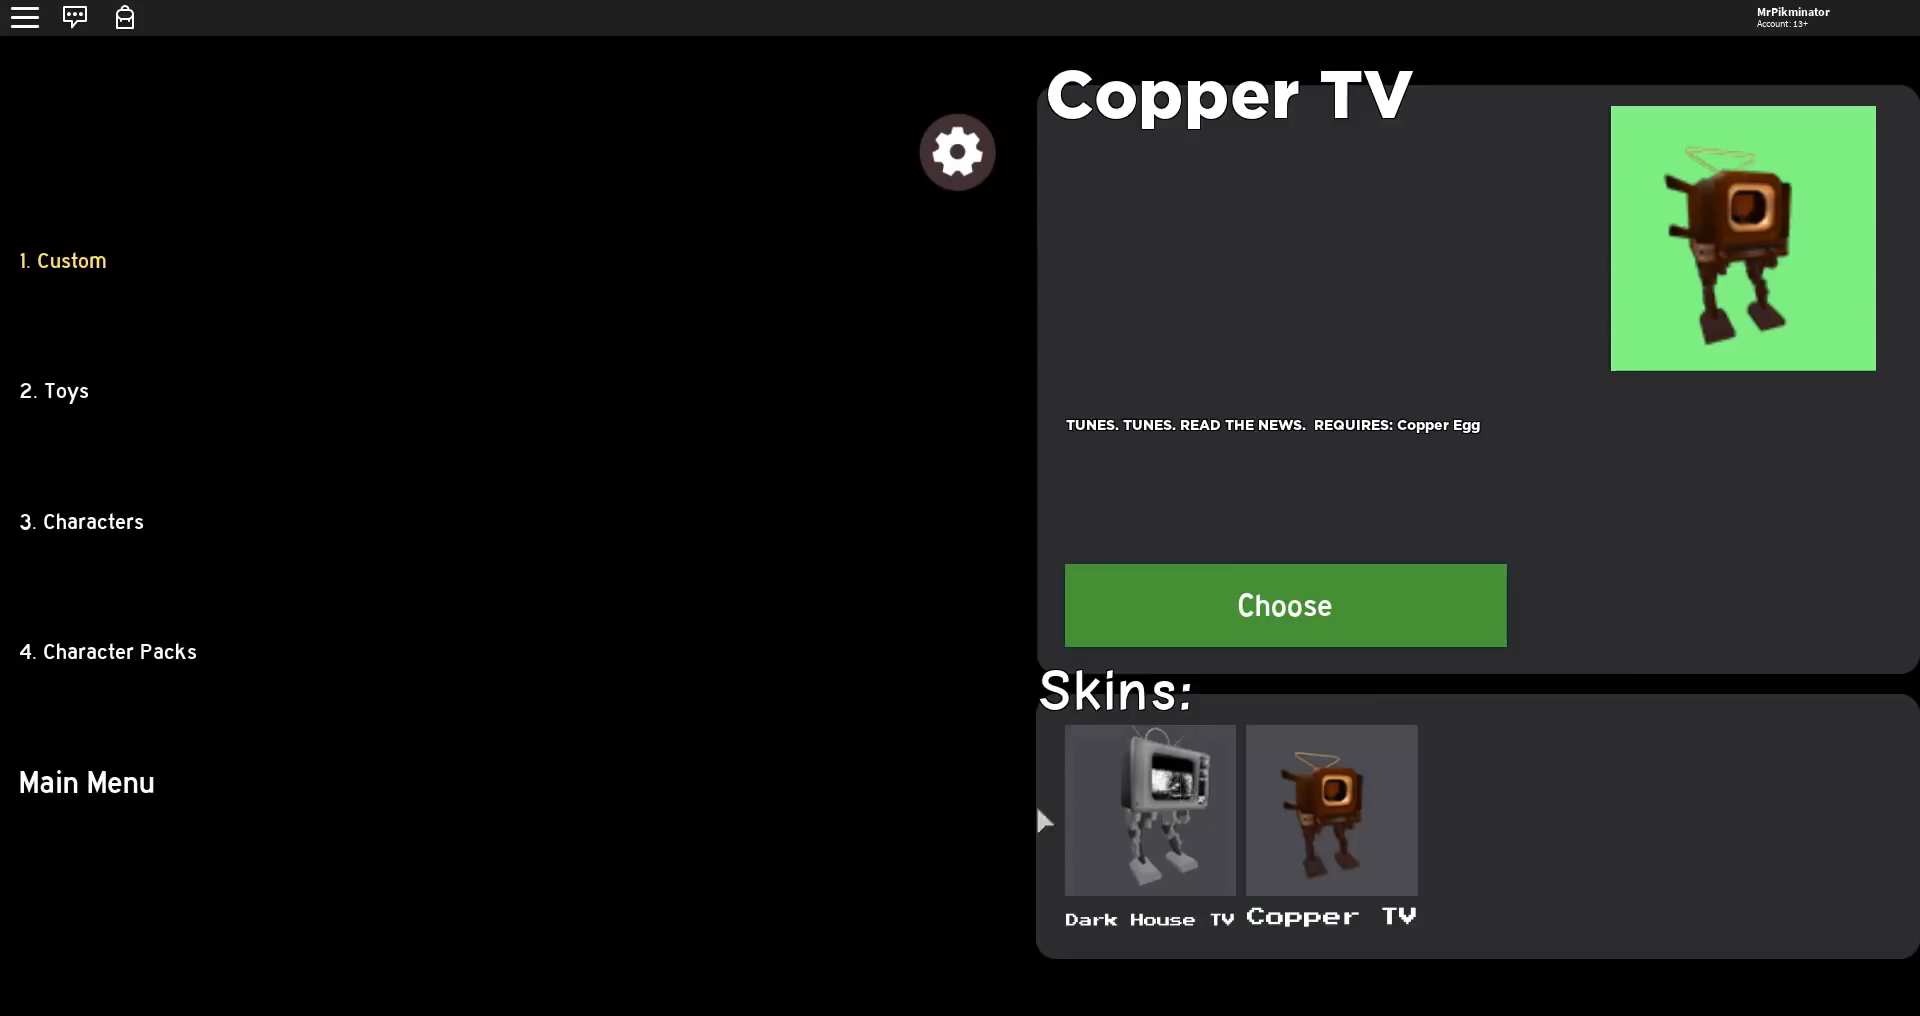 MrPikminator
Account: 13+
Copper TV
1. Custom
2. Toys
3. Characters
4. Character Packs
Main Menu
TUNES. TUNES. READ THE NEWS.  REQUIRES: Copper Egg
Choose
Skins:
Dark House TV
Copper TV